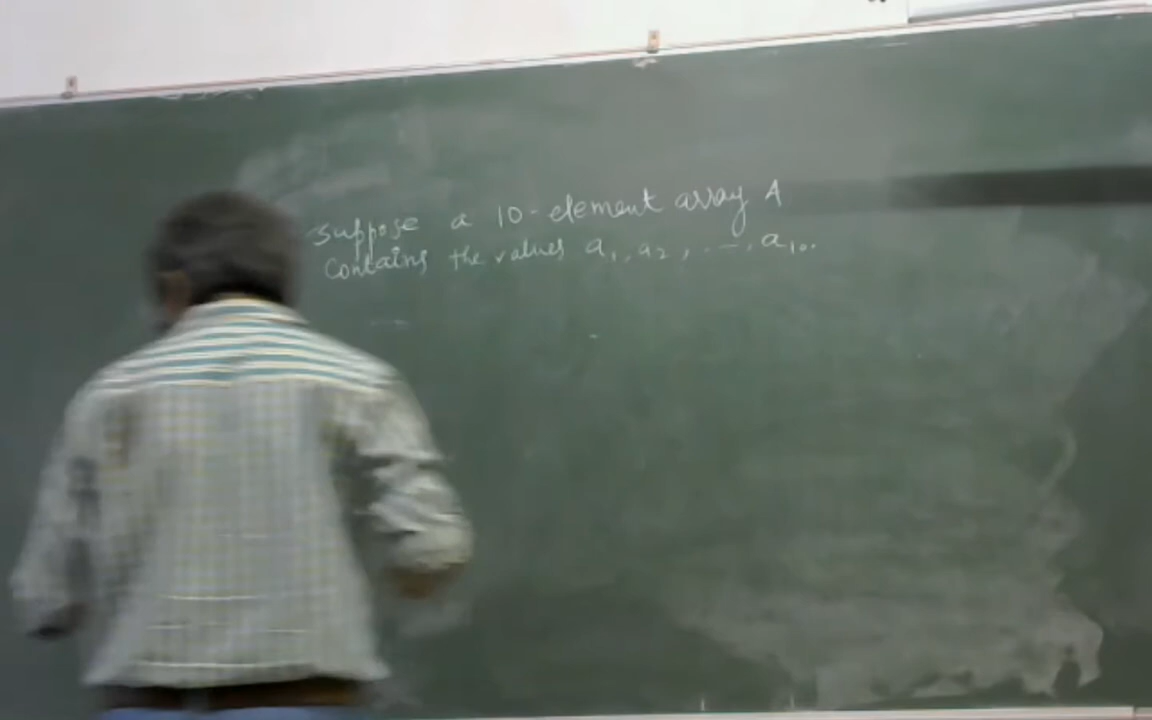 Suppose a 10-element array A
Contains the values a₁, a₂, ..., a₁₀.